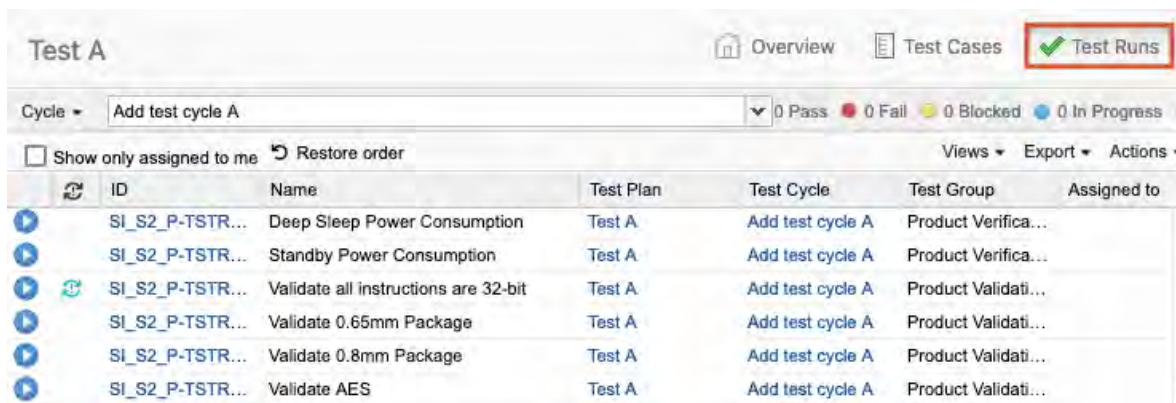 Test A Overview Test Cases Test Runs
Cycle Add test cycle A 0 Pass 0 Fail 0 Blocked 0 In Progress
Show only assigned to me Restore order Views Export Actions
ID Name Test Plan Test Cycle Test Group Assigned to
SI_S2_P-TSTR... Deep Sleep Power Consumption Test A Add test cycle A Product Verifica...
SI_S2_P-TSTR... Standby Power Consumption Test A Add test cycle A Product Verifica...
SI_S2_P-TSTR... Validate all instructions are 32-bit Test A Add test cycle A Product Validati...
SI_S2_P-TSTR... Validate 0.65mm Package Test A Add test cycle A Product Validati...
SI_S2_P-TSTR... Validate 0.8mm Package Test A Add test cycle A Product Validati...
SI_S2_P-TSTR... Validate AES Test A Add test cycle A Product Validati...